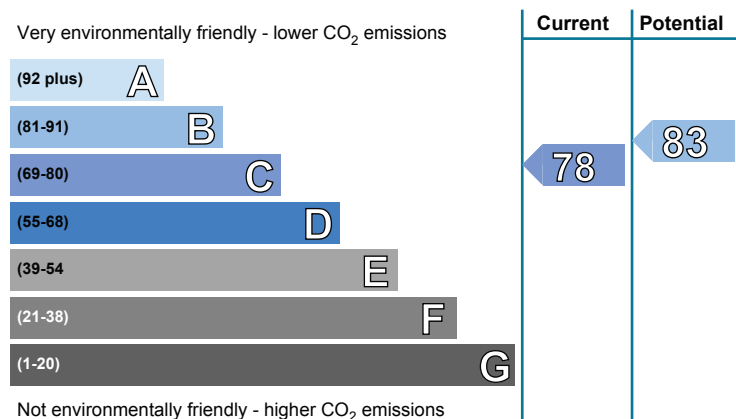 Very environmentally friendly - lower CO₂ emissions
Current
Potential
(92 plus) A
(81-91) B
(69-80) C
(55-68) D
(39-54 E
(21-38) F
(1-20) G
78
83
Not environmentally friendly - higher CO₂ emissions